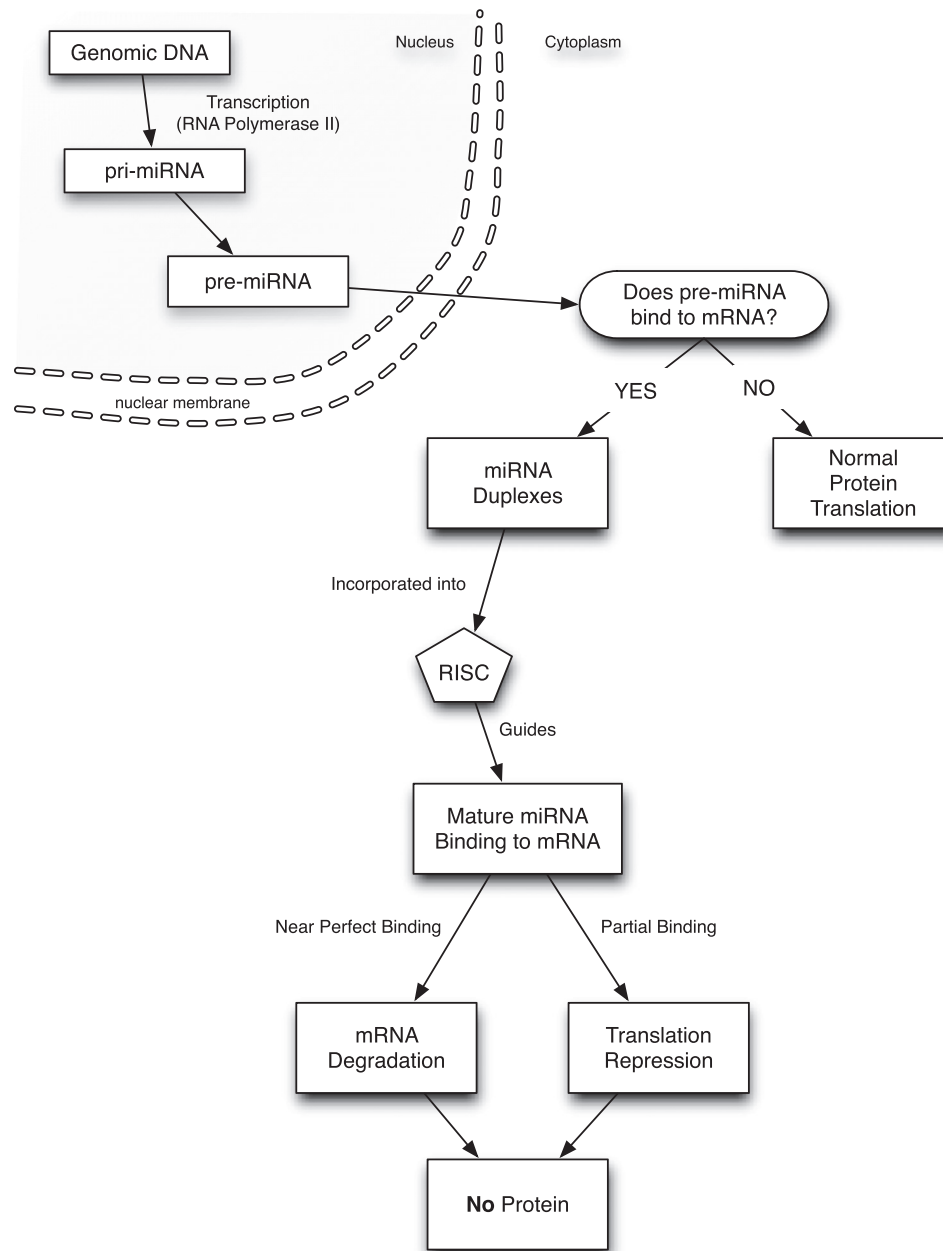 Nucleus
Cytoplasm
Genomic DNA
Transcription
(RNA Polymerase II)
pri-miRNA
pre-miRNA
Does pre-miRNA
bind to mRNA?
nuclear membrane
YES
NO
miRNA
Duplexes
Normal
Protein
Translation
Incorporated into
RISC
Guides
Mature miRNA
Binding to mRNA
Near Perfect Binding
Partial Binding
mRNA
Degradation
Translation
Repression
No Protein